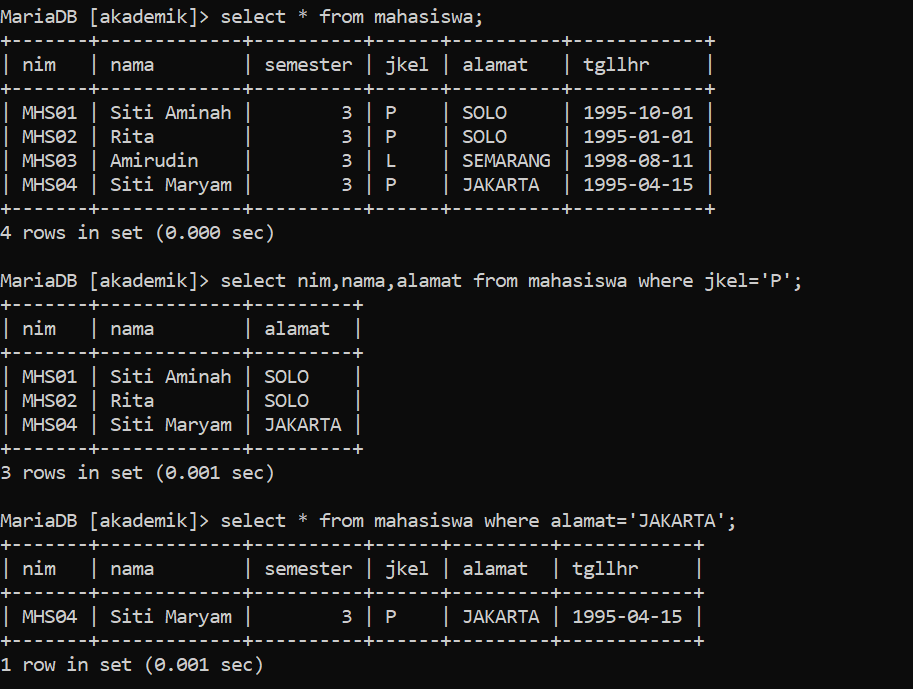 MariaDB [akademik]> select * from mahasiswa;
+-------+-------------+----------+------+----------+------------+
| nim   | nama        | semester | jkel | alamat   | tgllhr     |
+-------+-------------+----------+------+----------+------------+
| MHS01 | Siti Aminah |        3 | P    | SOLO     | 1995-10-01 |
| MHS02 | Rita        |        3 | P    | SOLO     | 1995-01-01 |
| MHS03 | Amirudin    |        3 | L    | SEMARANG | 1998-08-11 |
| MHS04 | Siti Maryam |        3 | P    | JAKARTA  | 1995-04-15 |
+-------+-------------+----------+------+----------+------------+
4 rows in set (0.000 sec)

MariaDB [akademik]> select nim,nama,alamat from mahasiswa where jkel='P';
+-------+-------------+---------+
| nim   | nama        | alamat  |
+-------+-------------+---------+
| MHS01 | Siti Aminah | SOLO    |
| MHS02 | Rita        | SOLO    |
| MHS04 | Siti Maryam | JAKARTA |
+-------+-------------+---------+
3 rows in set (0.001 sec)

MariaDB [akademik]> select * from mahasiswa where alamat='JAKARTA';
+-------+-------------+----------+------+---------+------------+
| nim   | nama        | semester | jkel | alamat  | tgllhr     |
+-------+-------------+----------+------+---------+------------+
| MHS04 | Siti Maryam |        3 | P    | JAKARTA | 1995-04-15 |
+-------+-------------+----------+------+---------+------------+
1 row in set (0.001 sec)